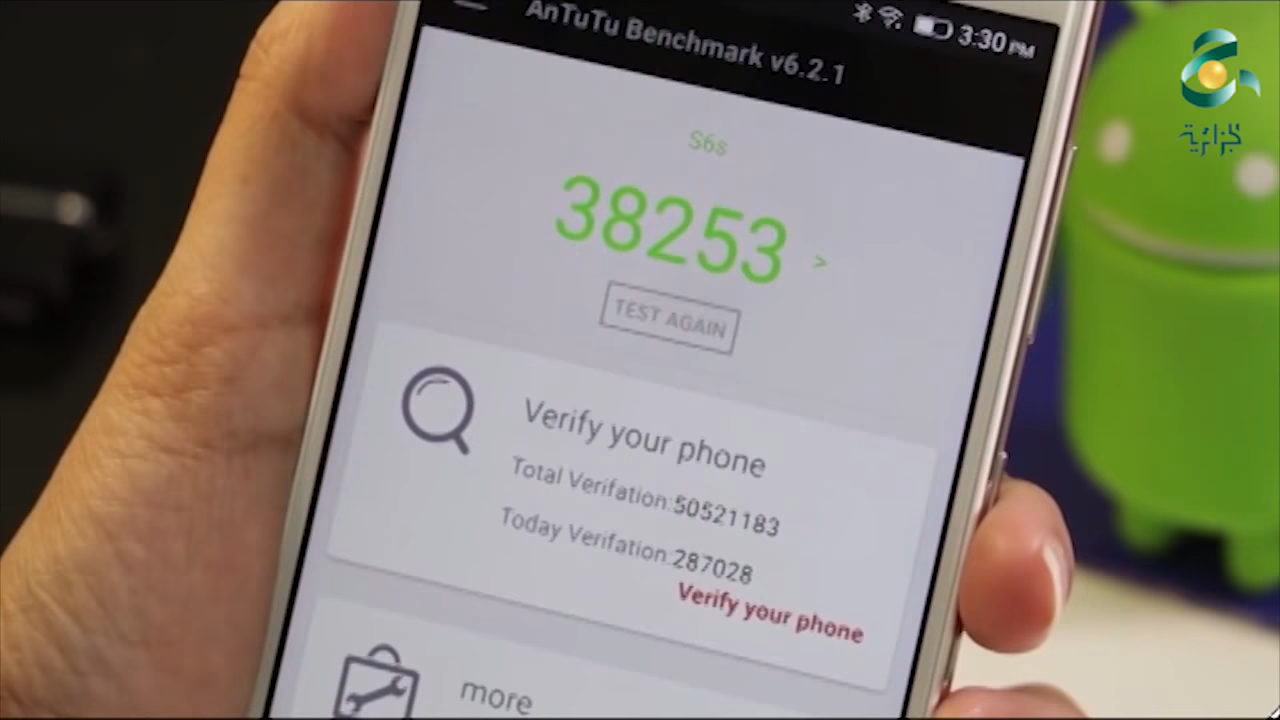 AnTuTu Benchmark v6.2.1
3:30 PM
الجزائرية
S6s
38253 >
TEST AGAIN
Verify your phone
Total Verifation:50521183
Today Verifation:287028
Verify your phone
more